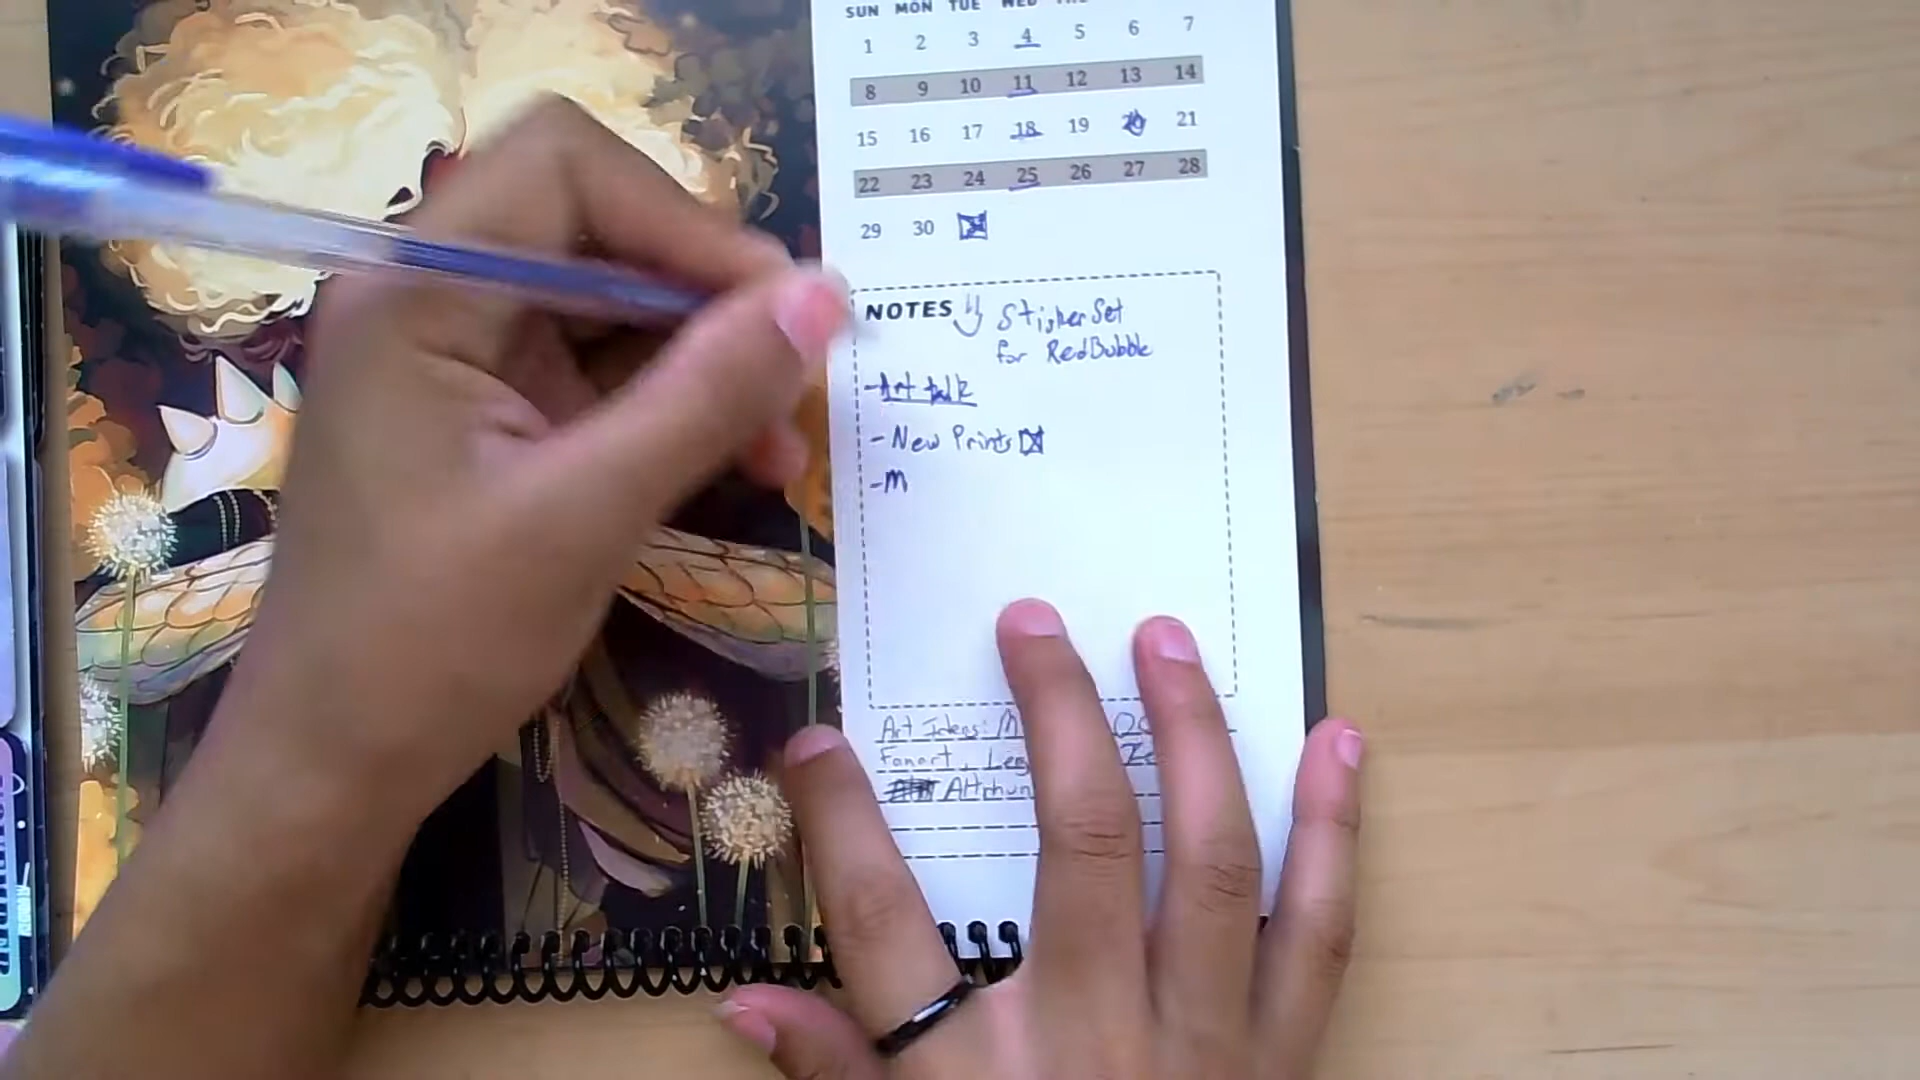 SUN MON TUE WED
1 2 3 4 5 6 7
8 9 10 11 12 13 14
15 16 17 18 19 20 21
22 23 24 25 26 27 28
29 30
NOTES Sticker Set
for RedBubble
-Art talk
- New Prints
-M
Art Ideas: M
Fanart, Leg